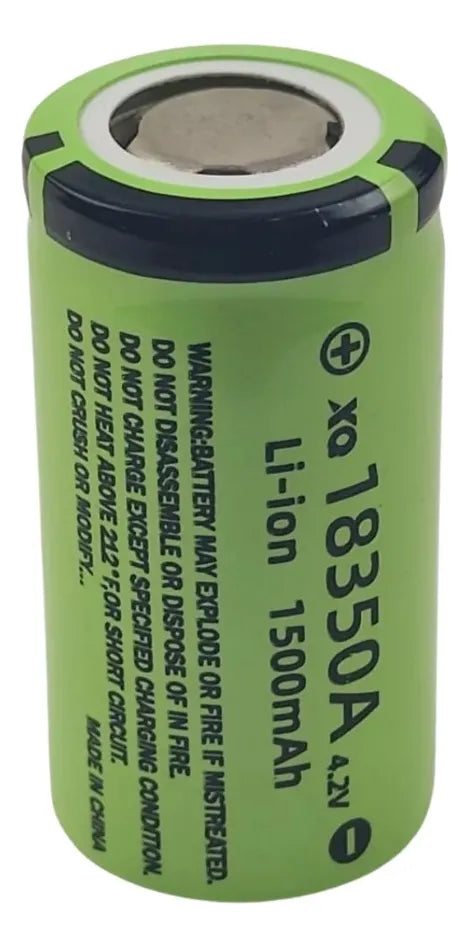 ⊕ XQ 18350A 4.2V ⊖
Li-ion 1500mAh
WARNING:BATTERY MAY EXPLODE OR FIRE IF MISTREATED.
DO NOT DISASSEMBLE OR DISPOSE OF IN FIRE.
DO NOT CHARGE EXCEPT SPECIFIED CHARGING CONDITION.
DO NOT HEAT ABOVE 212 °F, OR SHORT CIRCUIT.
DO NOT CRUSH OR MODIFY... MADE IN CHINA